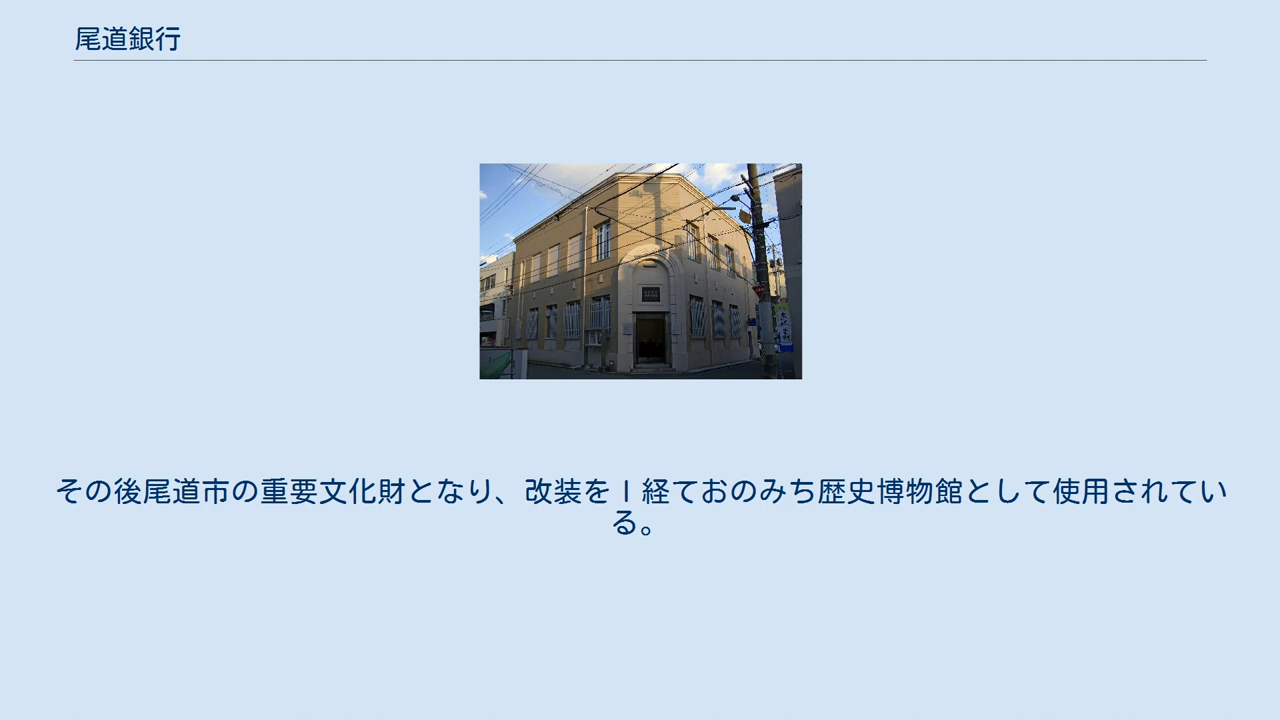 尾道銀行
その後尾道市の重要文化財となり、改装を|経ておのみち歴史博物館として使用されてい
る。